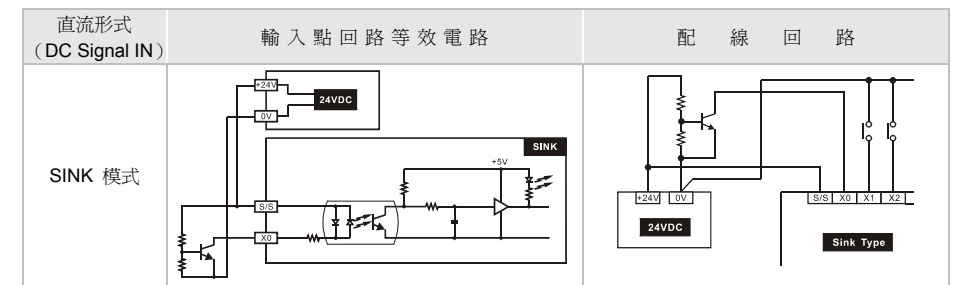 直流形式
（DC Signal IN）
輸入點回路等效電路
配線回路
SINK 模式
+24V
24VDC
0V
SINK
+5V
S/S
X0
+24V 0V
24VDC
S/S X0 X1 X2
Sink Type